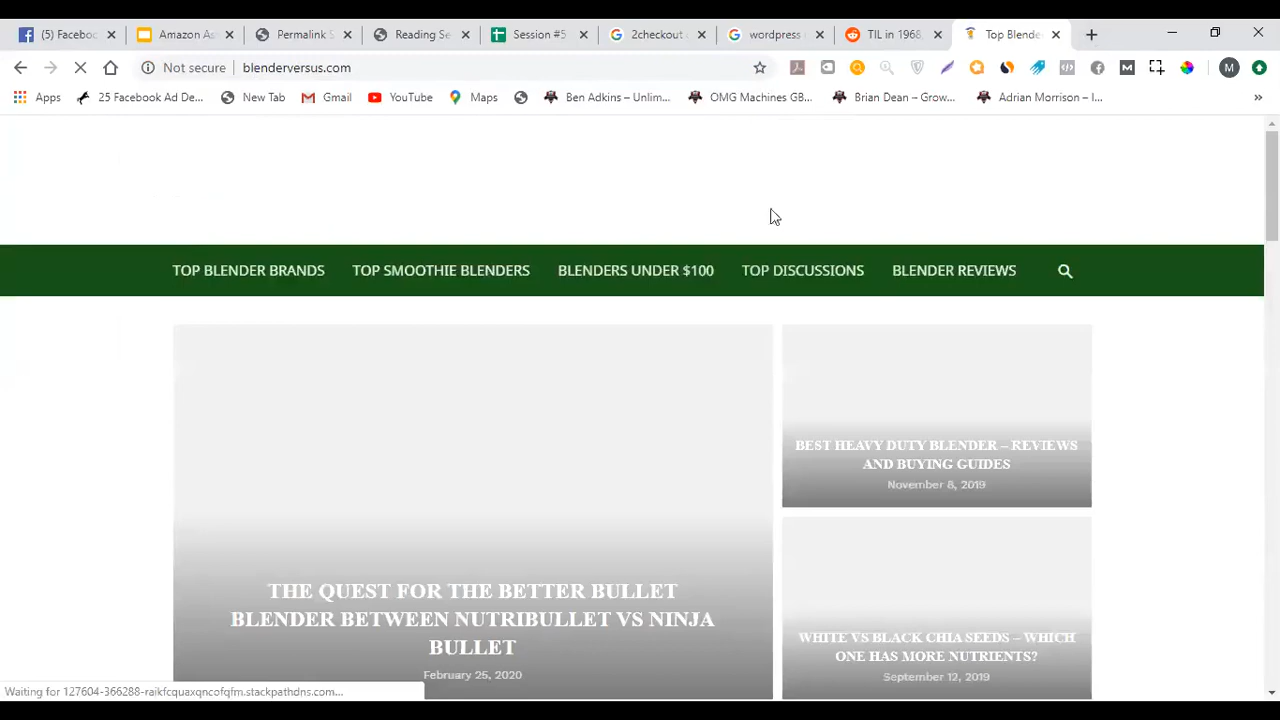 (5) Faceboo
Amazon As
Permalink S
Reading Se
Session #5
2checkout
wordpress
TIL in 1968,
Top Blende
Not secure
blenderversus.com
M
M
Apps
25 Facebook Ad De...
New Tab
Gmail
YouTube
Maps
Ben Adkins – Unlim...
OMG Machines GB...
Brian Dean – Grow...
Adrian Morrison – I...
»
TOP BLENDER BRANDS
TOP SMOOTHIE BLENDERS
BLENDERS UNDER $100
TOP DISCUSSIONS
BLENDER REVIEWS
BEST HEAVY DUTY BLENDER – REVIEWS
AND BUYING GUIDES
November 8, 2019
THE QUEST FOR THE BETTER BULLET
BLENDER BETWEEN NUTRIBULLET VS NINJA
BULLET
February 25, 2020
WHITE VS BLACK CHIA SEEDS – WHICH
ONE HAS MORE NUTRIENTS?
September 12, 2019
Waiting for 127604-366288-raikfcquaxqncofqfm.stackpathdns.com...